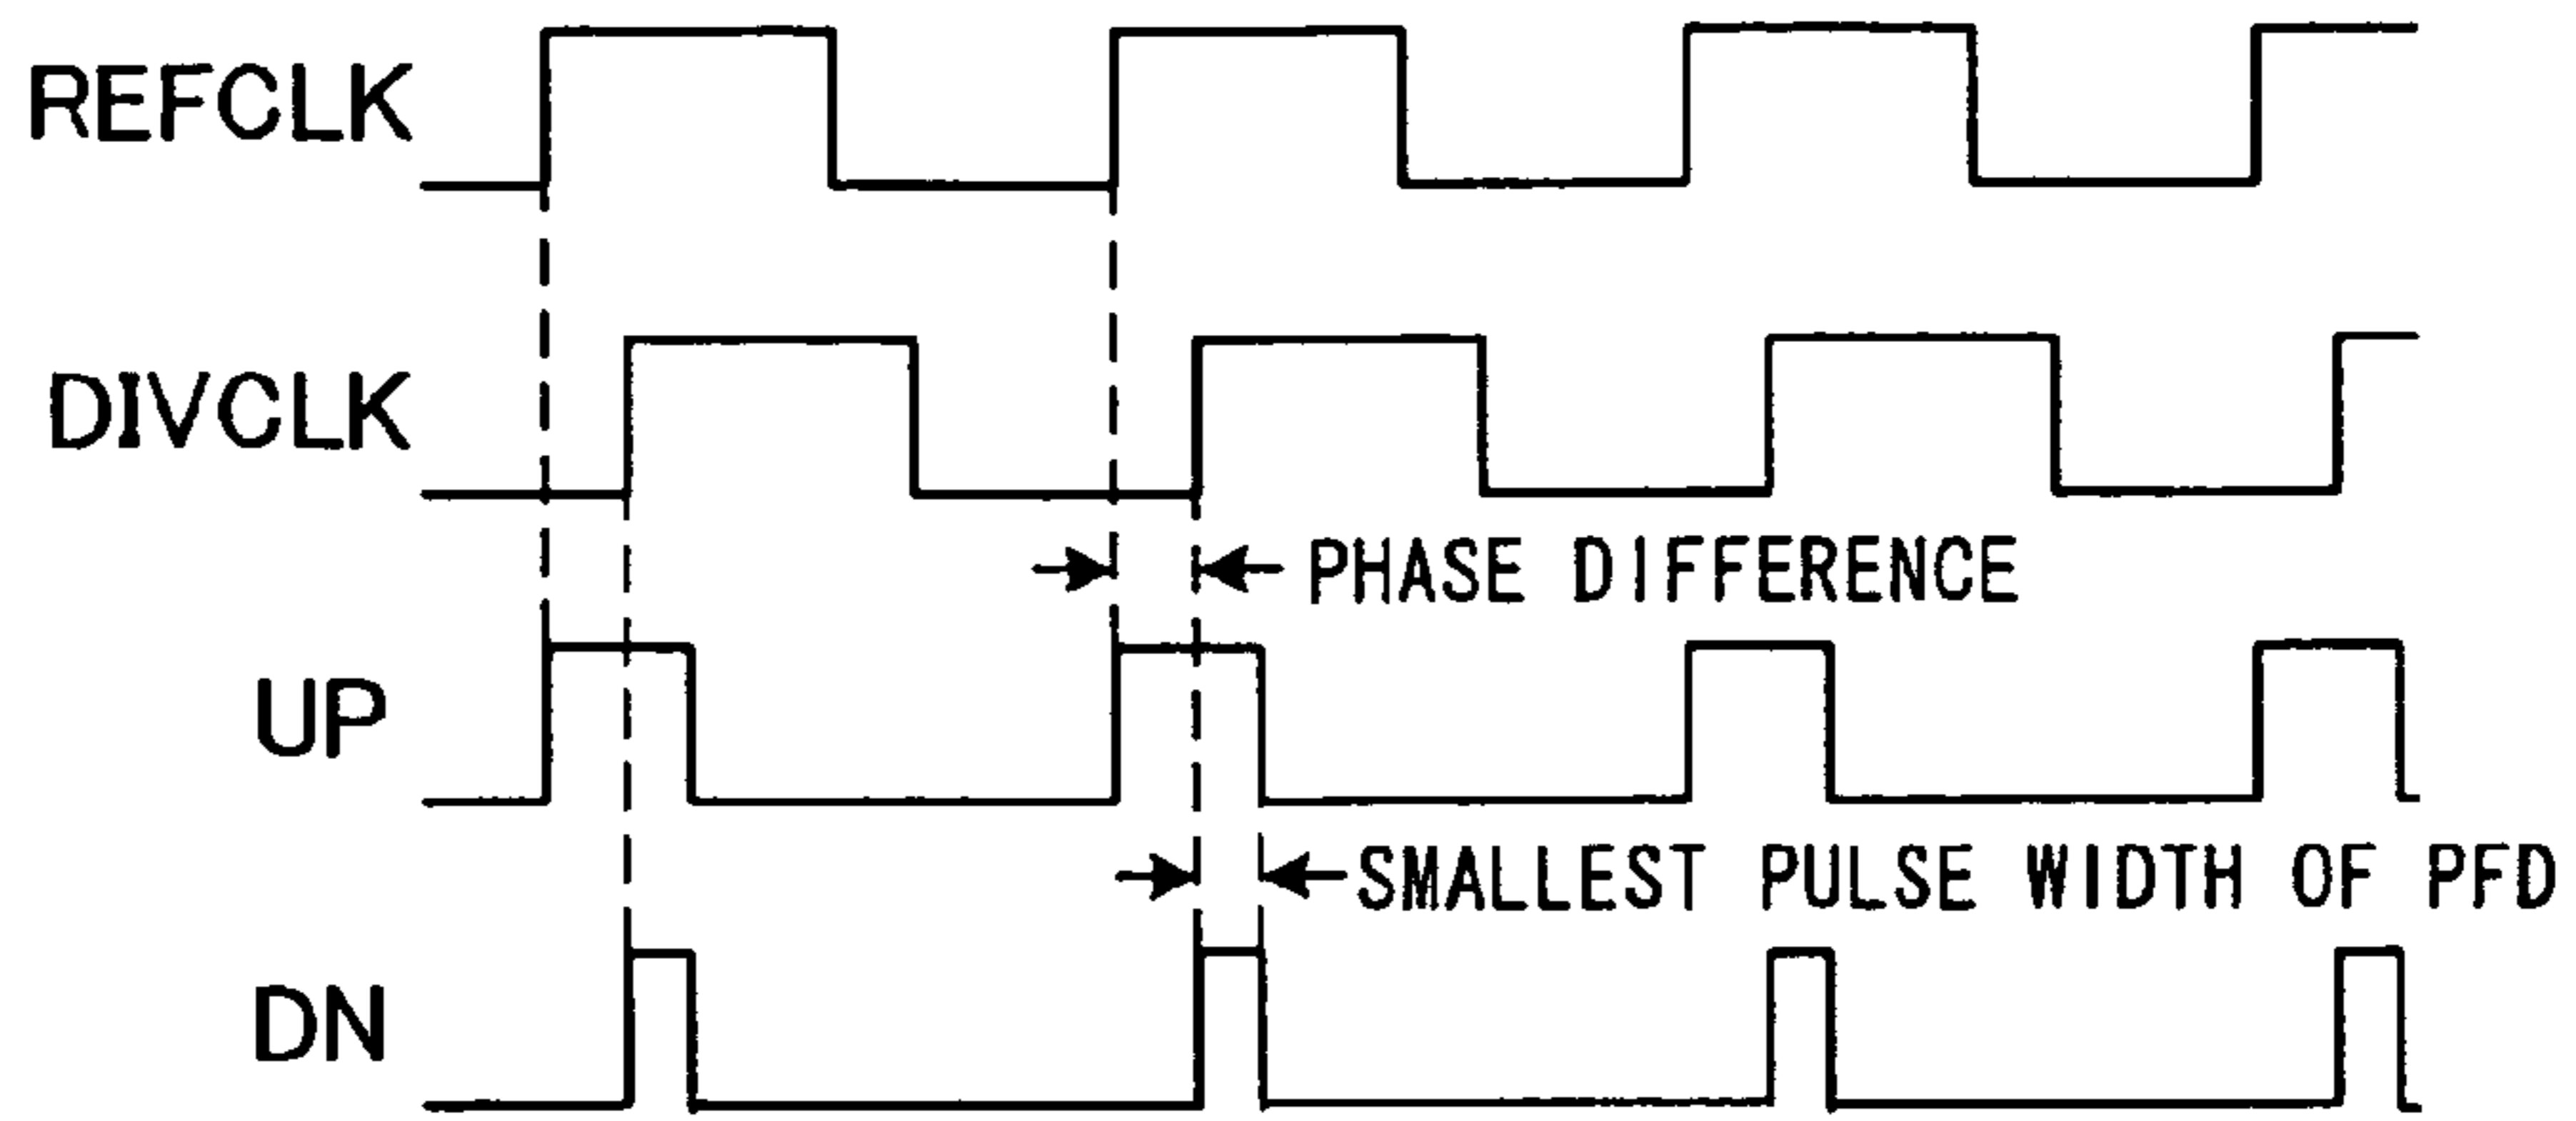 REFCLK
DIVCLK
PHASE DIFFERENCE
UP
SMALLEST PULSE WIDTH OF PFD
DN